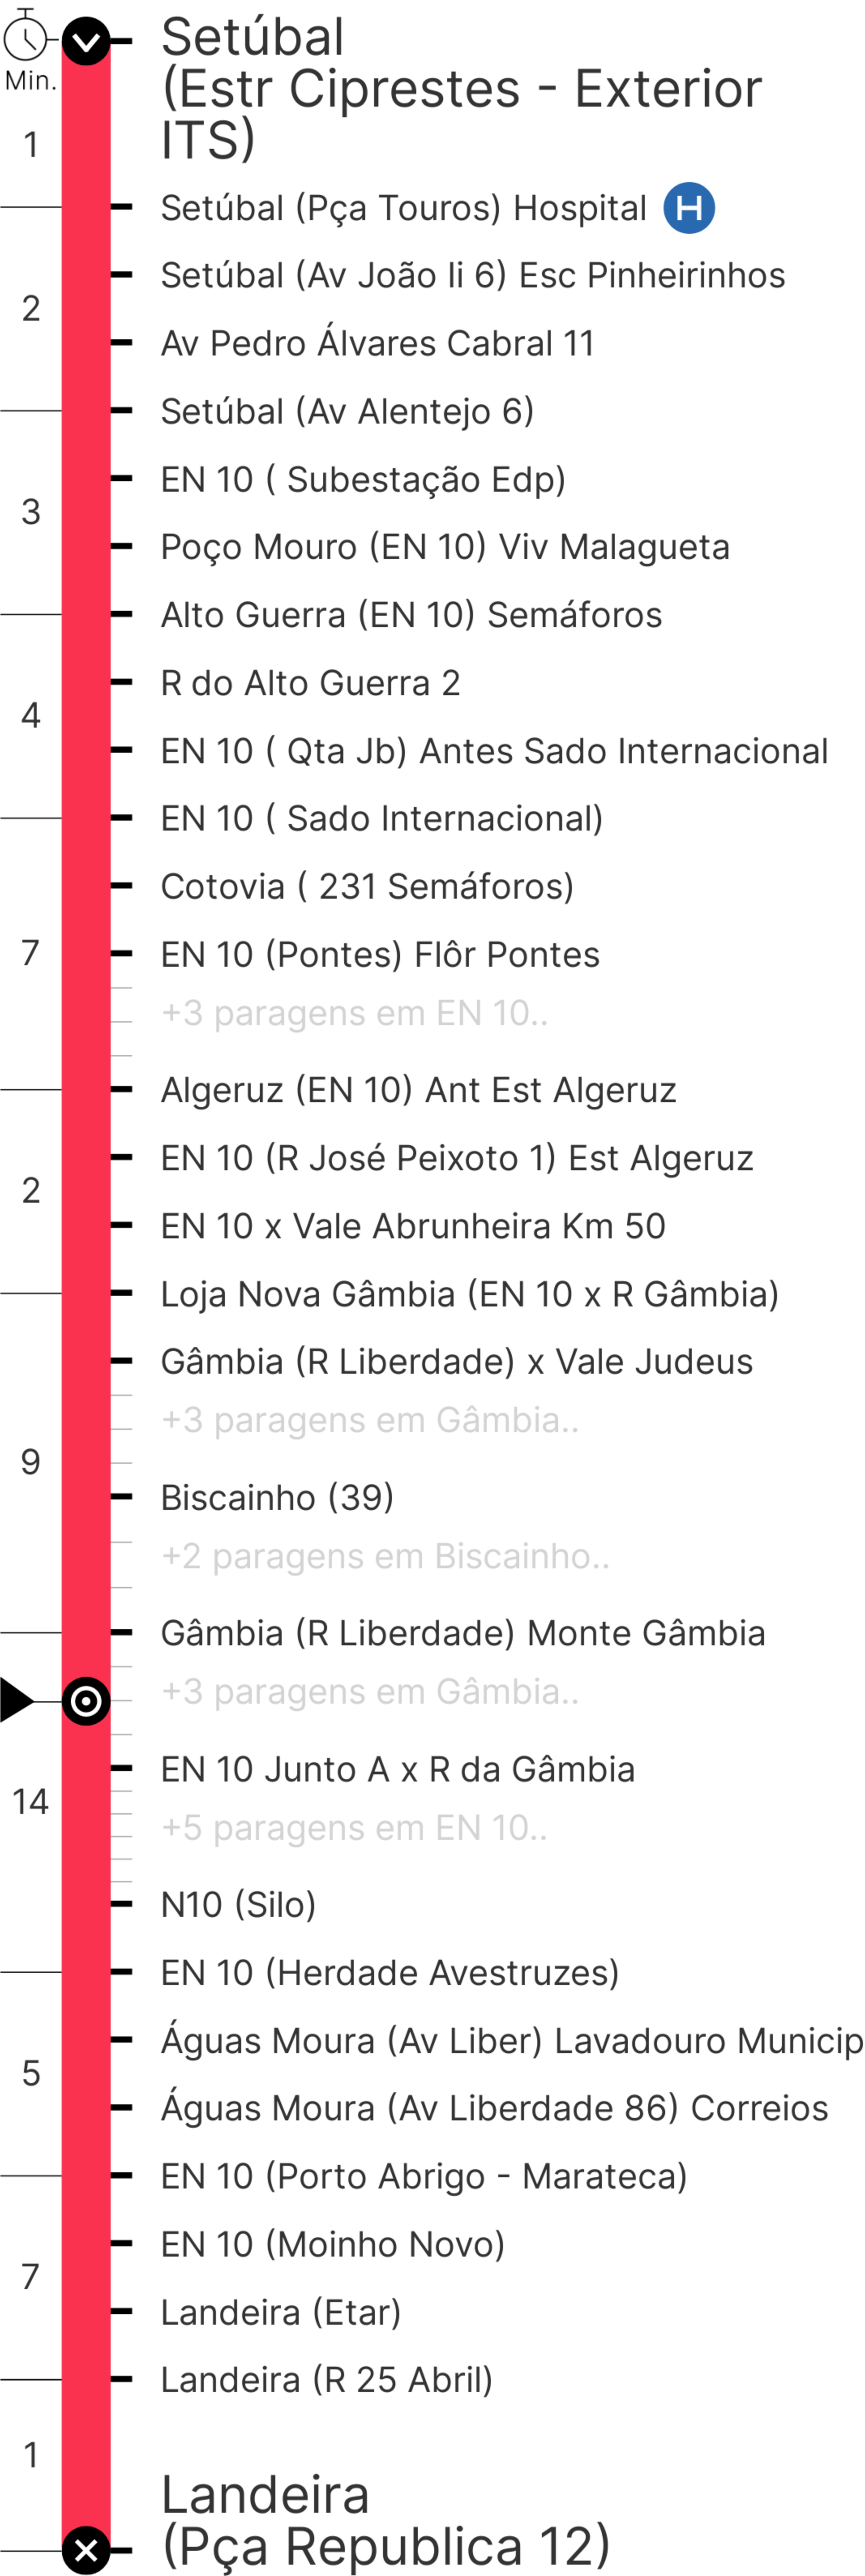 Setúbal
Min.
(Estr Ciprestes - Exterior
ITS)
1
Setúbal (Pça Touros) Hospital H
Setúbal (Av João Ii 6) Esc Pinheirinhos
2
Av Pedro Álvares Cabral 11
Setúbal (Av Alentejo 6)
EN 10 ( Subestação Edp)
3
Poço Mouro (EN 10) Viv Malagueta
Alto Guerra (EN 10) Semáforos
R do Alto Guerra 2
4
EN 10 ( Qta Jb) Antes Sado Internacional
EN 10 ( Sado Internacional)
Cotovia ( 231 Semáforos)
7
EN 10 (Pontes) Flôr Pontes
+3 paragens em EN 10..
Algeruz (EN 10) Ant Est Algeruz
EN 10 (R José Peixoto 1) Est Algeruz
2
EN 10 x Vale Abrunheira Km 50
Loja Nova Gâmbia (EN 10 x R Gâmbia)
Gâmbia (R Liberdade) x Vale Judeus
+3 paragens em Gâmbia..
9
Biscainho (39)
+2 paragens em Biscainho..
Gâmbia (R Liberdade) Monte Gâmbia
+3 paragens em Gâmbia..
EN 10 Junto A x R da Gâmbia
14
+5 paragens em EN 10..
N10 (Silo)
EN 10 (Herdade Avestruzes)
Águas Moura (Av Liber) Lavadouro Municip
5
Águas Moura (Av Liberdade 86) Correios
EN 10 (Porto Abrigo - Marateca)
EN 10 (Moinho Novo)
7
Landeira (Etar)
Landeira (R 25 Abril)
1
Landeira
(Pça Republica 12)